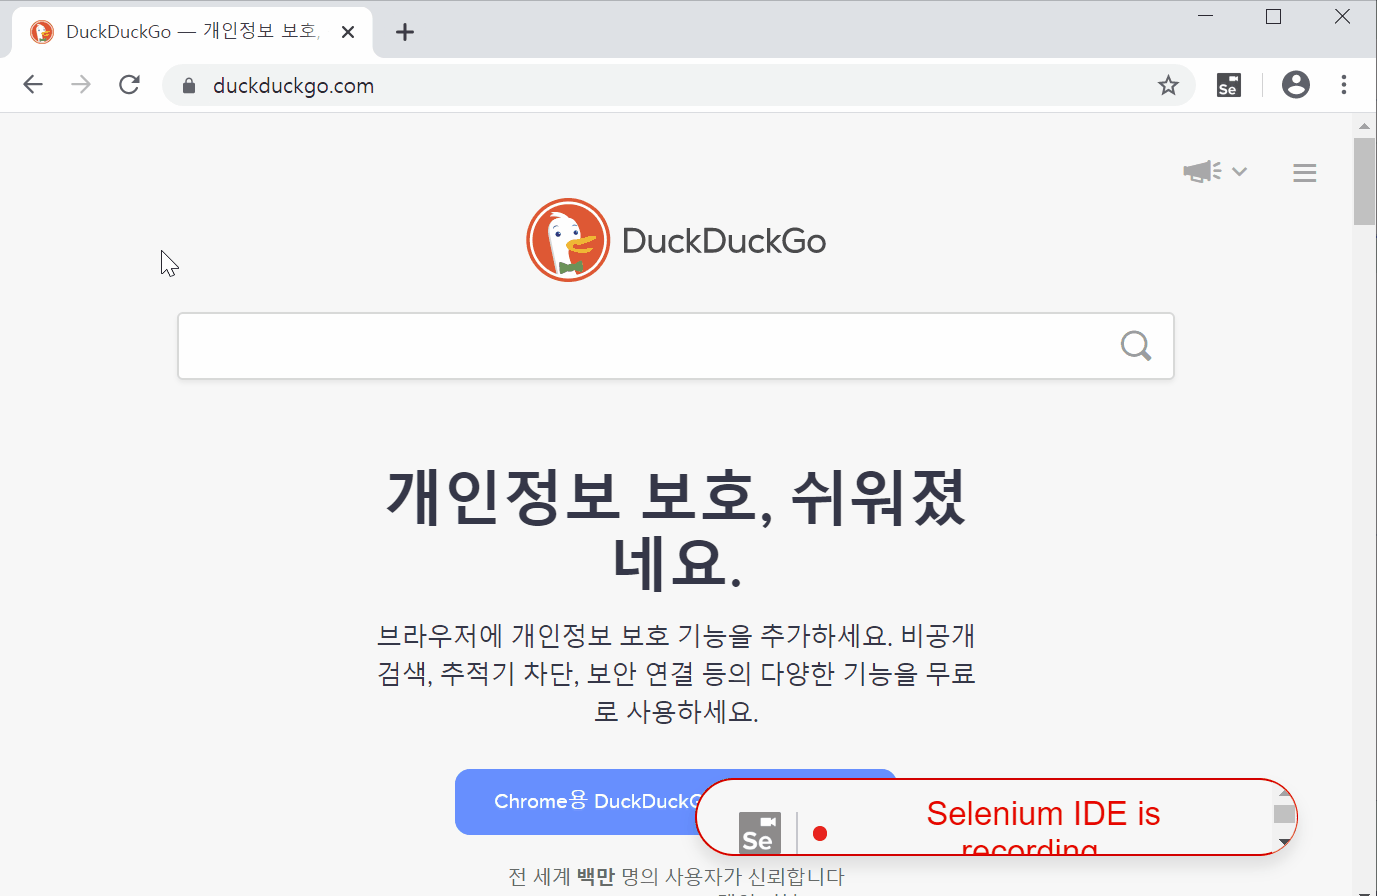 DuckDuckGo — 개인정보 보호,
duckduckgo.com
Se
DuckDuckGo
개인정보 보호, 쉬워졌
네요.
브라우저에 개인정보 보호 기능을 추가하세요. 비공개
검색, 추적기 차단, 보안 연결 등의 다양한 기능을 무료
로 사용하세요.
Chrome용 DuckDuckG
Se
Selenium IDE is
recording
전 세계 백만 명의 사용자가 신뢰합니다